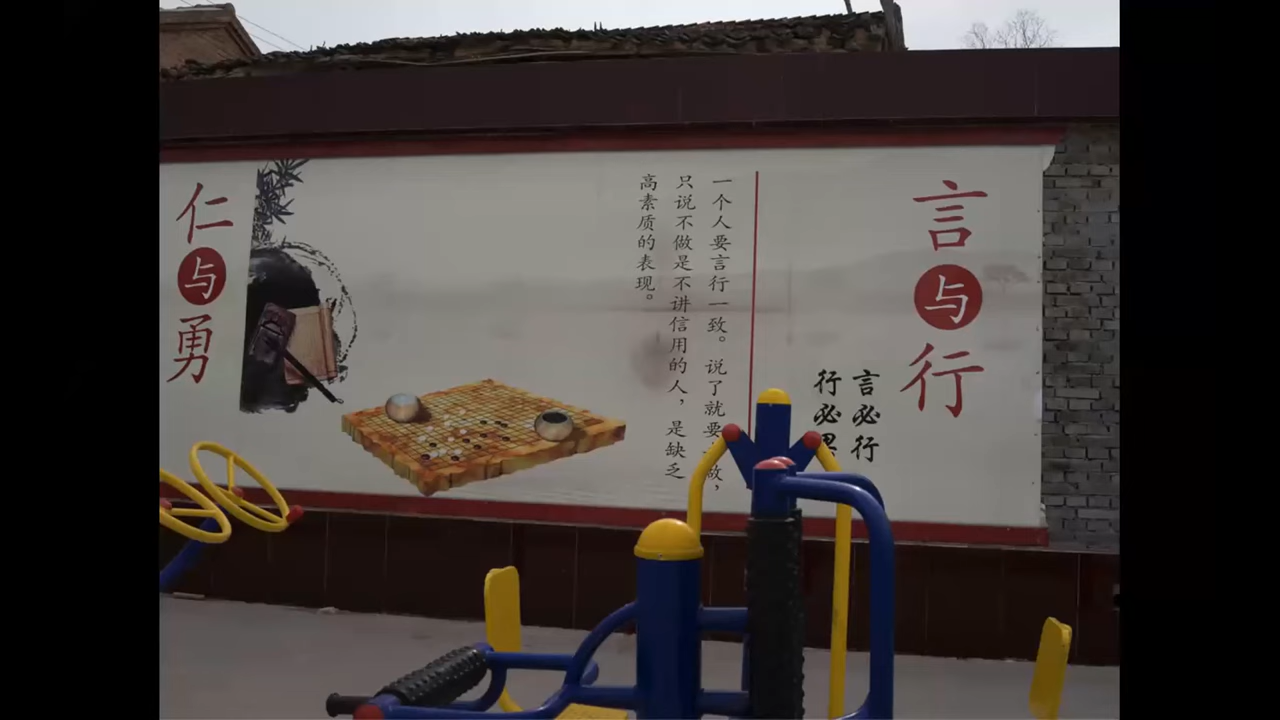 言与行
言必行
行必果
一个人要言行一致。说了就要做，
只说不做是不讲信用的人，是缺乏
高素质的表现。
仁与勇